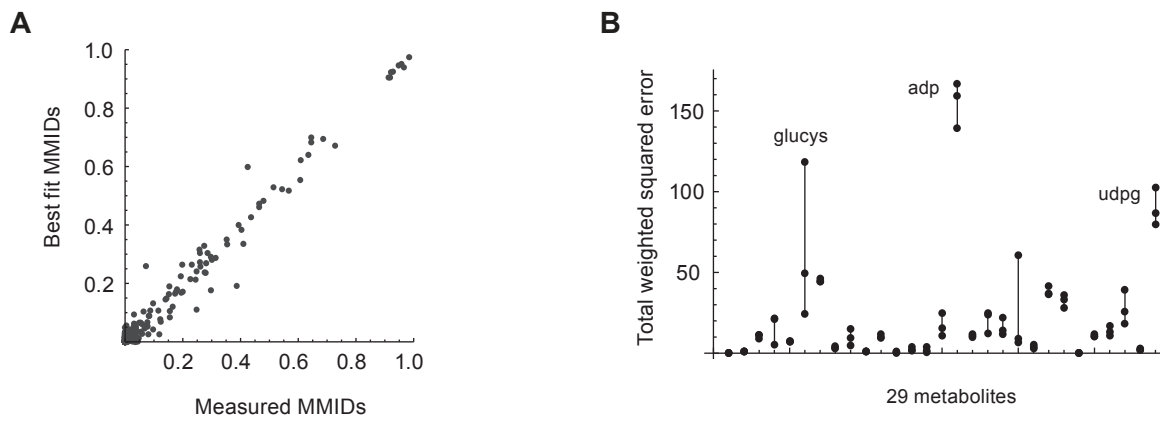 A
1.0
0.8
0.6
0.4
0.2
Best fit MMIDs
0.2 0.4 0.6 0.8 1.0
Measured MMIDs
B
150
100
50
Total weighted squared error
adp
glucys
udpg
29 metabolites